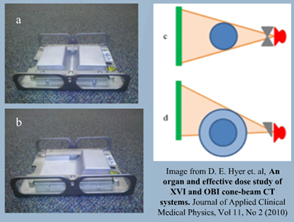 a
c
b
d
Image from D. E. Hyer et. al, An
organ and effective dose study of
XVI and OBI cone-beam CT
systems. Journal of Applied Clinical
Medical Physics, Vol 11, No 2 (2010)